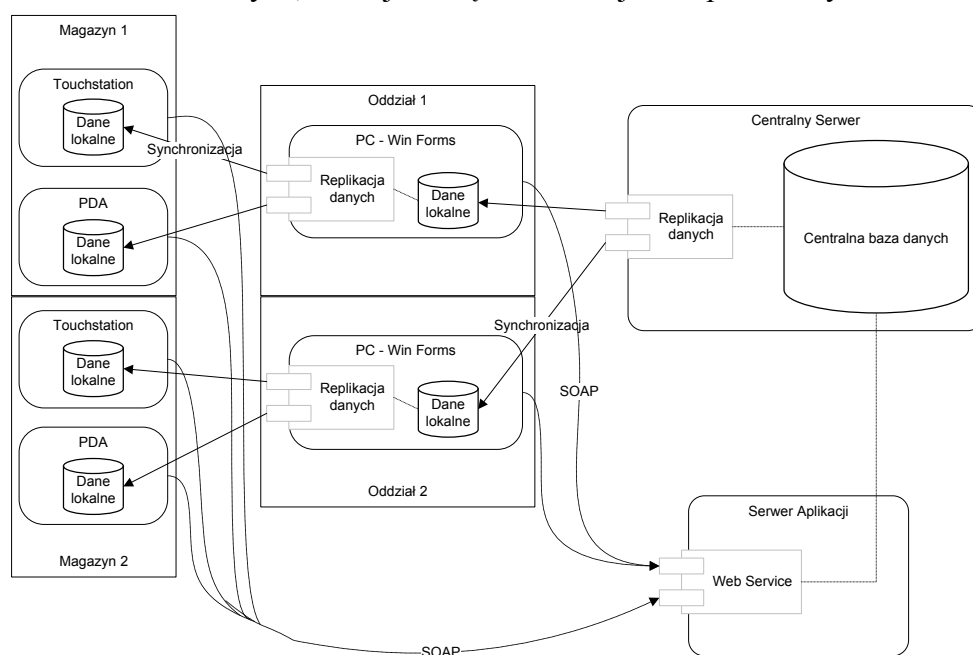 Magazyn 1
Touchstation
Dane
lokalne
PDA
Dane
lokalne
Touchstation
Dane
lokalne
PDA
Dane
lokalne
Magazyn 2
Synchronizacja
Oddział 1
PC - Win Forms
Replikacja
danych
Dane
lokalne
PC - Win Forms
Replikacja
danych
Dane
lokalne
Oddział 2
Synchronizacja
SOAP
Centralny Serwer
Replikacja
danych
Centralna baza danych
Serwer Aplikacji
Web Service
SOAP